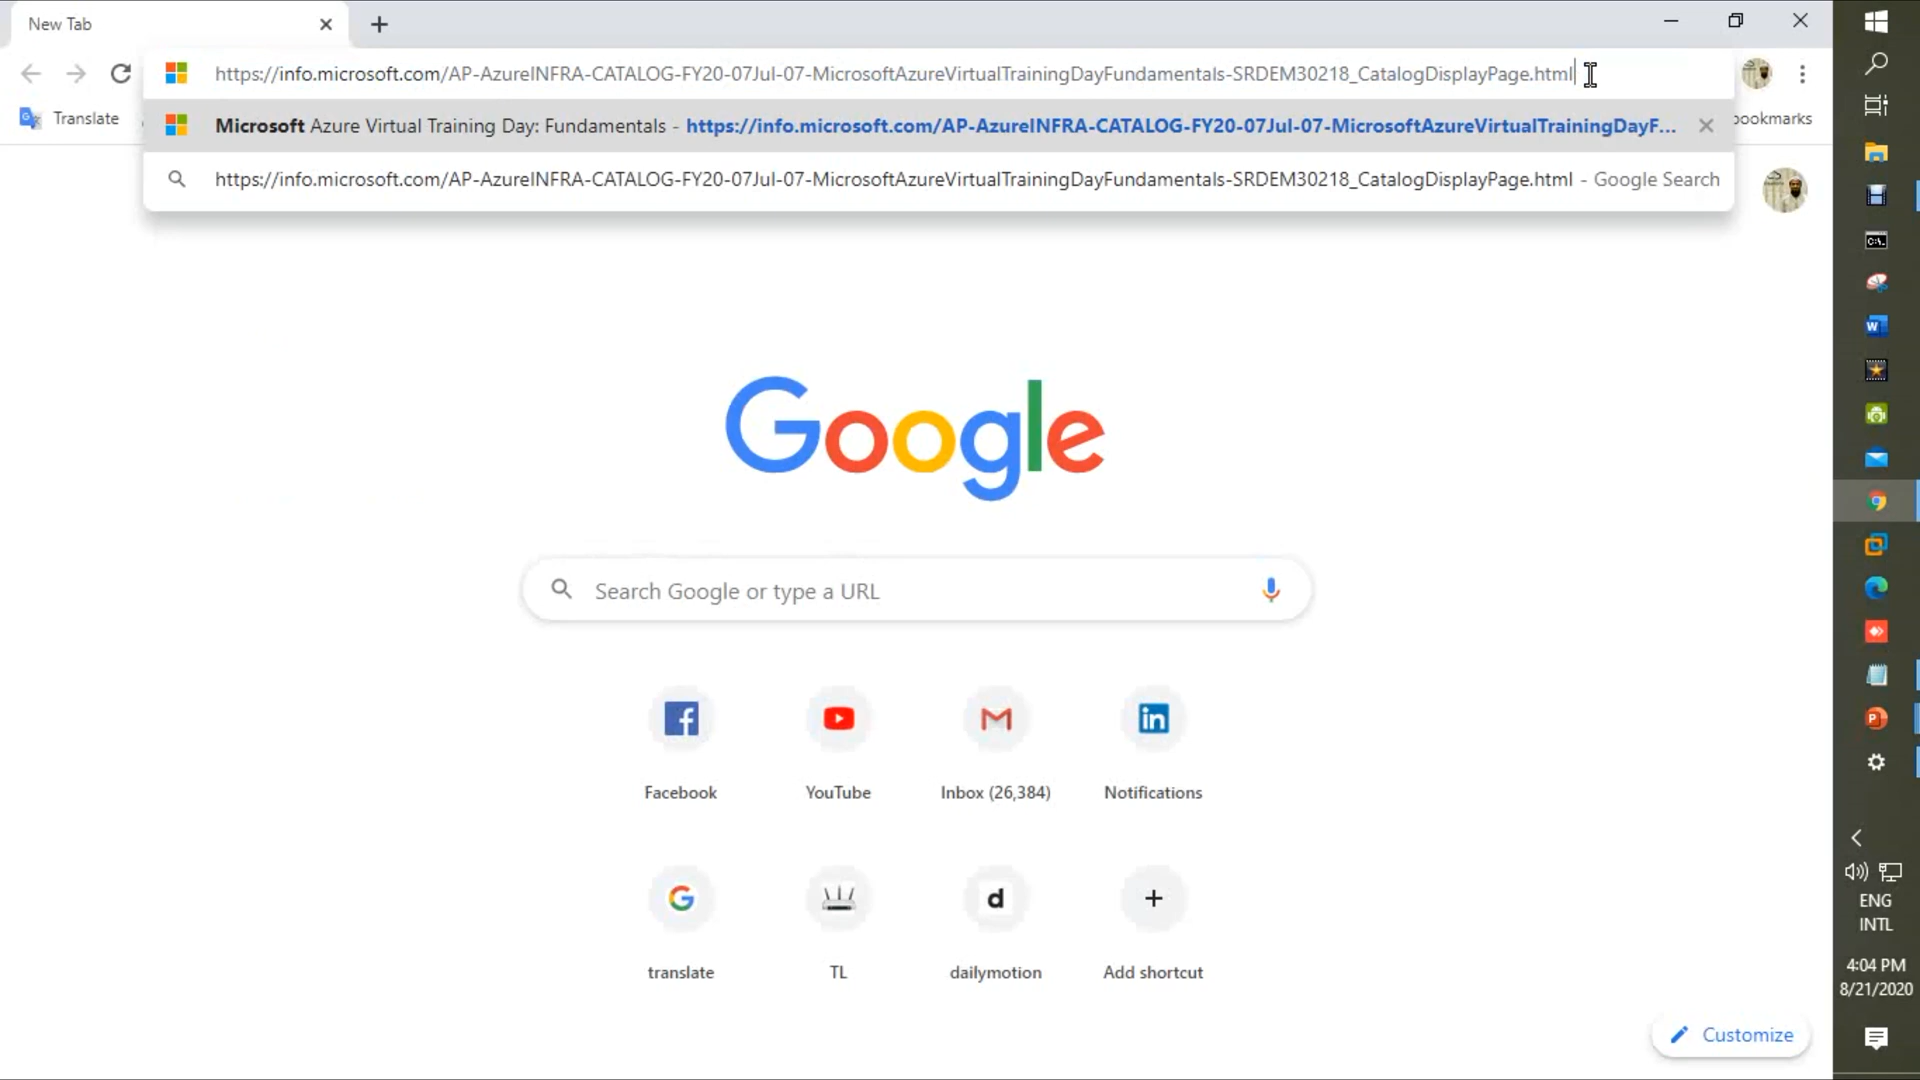 New Tab
https://info.microsoft.com/AP-AzureINFRA-CATALOG-FY20-07Jul-07-MicrosoftAzureVirtualTrainingDayFundamentals-SRDEM30218_CatalogDisplayPage.html
Translate
Microsoft Azure Virtual Training Day: Fundamentals - https://info.microsoft.com/AP-AzureINFRA-CATALOG-FY20-07Jul-07-MicrosoftAzureVirtualTrainingDayF...
bookmarks
https://info.microsoft.com/AP-AzureINFRA-CATALOG-FY20-07Jul-07-MicrosoftAzureVirtualTrainingDayFundamentals-SRDEM30218_CatalogDisplayPage.html - Google Search
Google
Search Google or type a URL
Facebook
YouTube
Inbox (26,384)
Notifications
translate
TL
dailymotion
Add shortcut
Customize
ENG
INTL
4:04 PM
8/21/2020